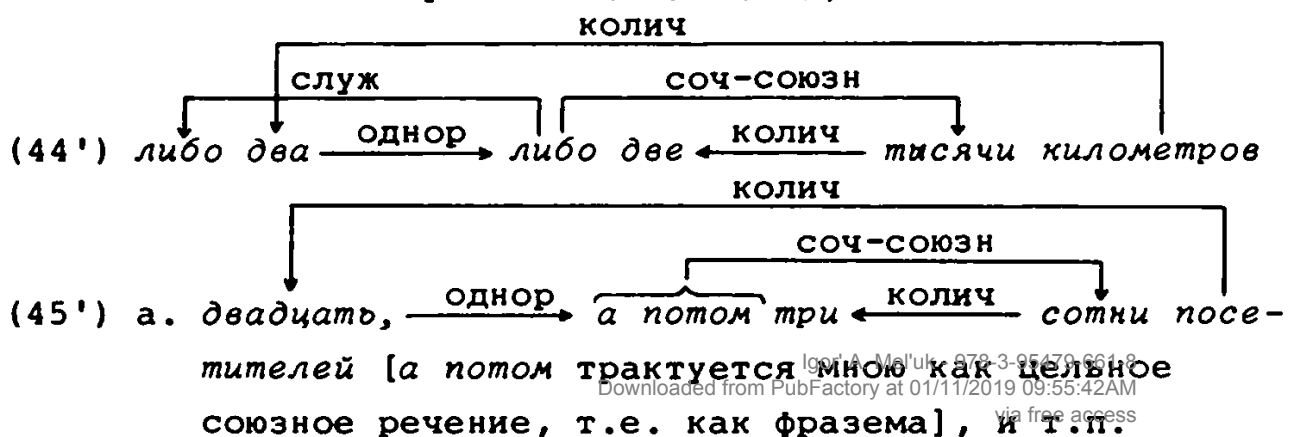 колич
служ соч-союзн
(44') либо два однор либо две колич тысячи километров
колич
соч-союзн
(45') а. двадцать, однор а потом три колич сотни посе-
тителей [а потом трактуется мною как цельное
Igor' A. Mel'uk - 978-3-95479-661-8
Downloaded from PubFactory at 01/11/2019 09:55:42AM
союзное речение, т.е. как фразема], и т.п.
via free access